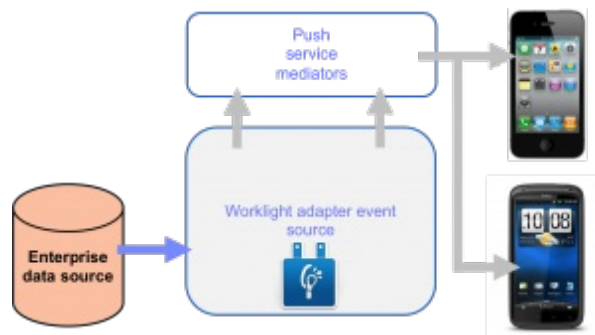 Push
service
mediators
Worklight adapter event
source
Enterprise
data source
10 08